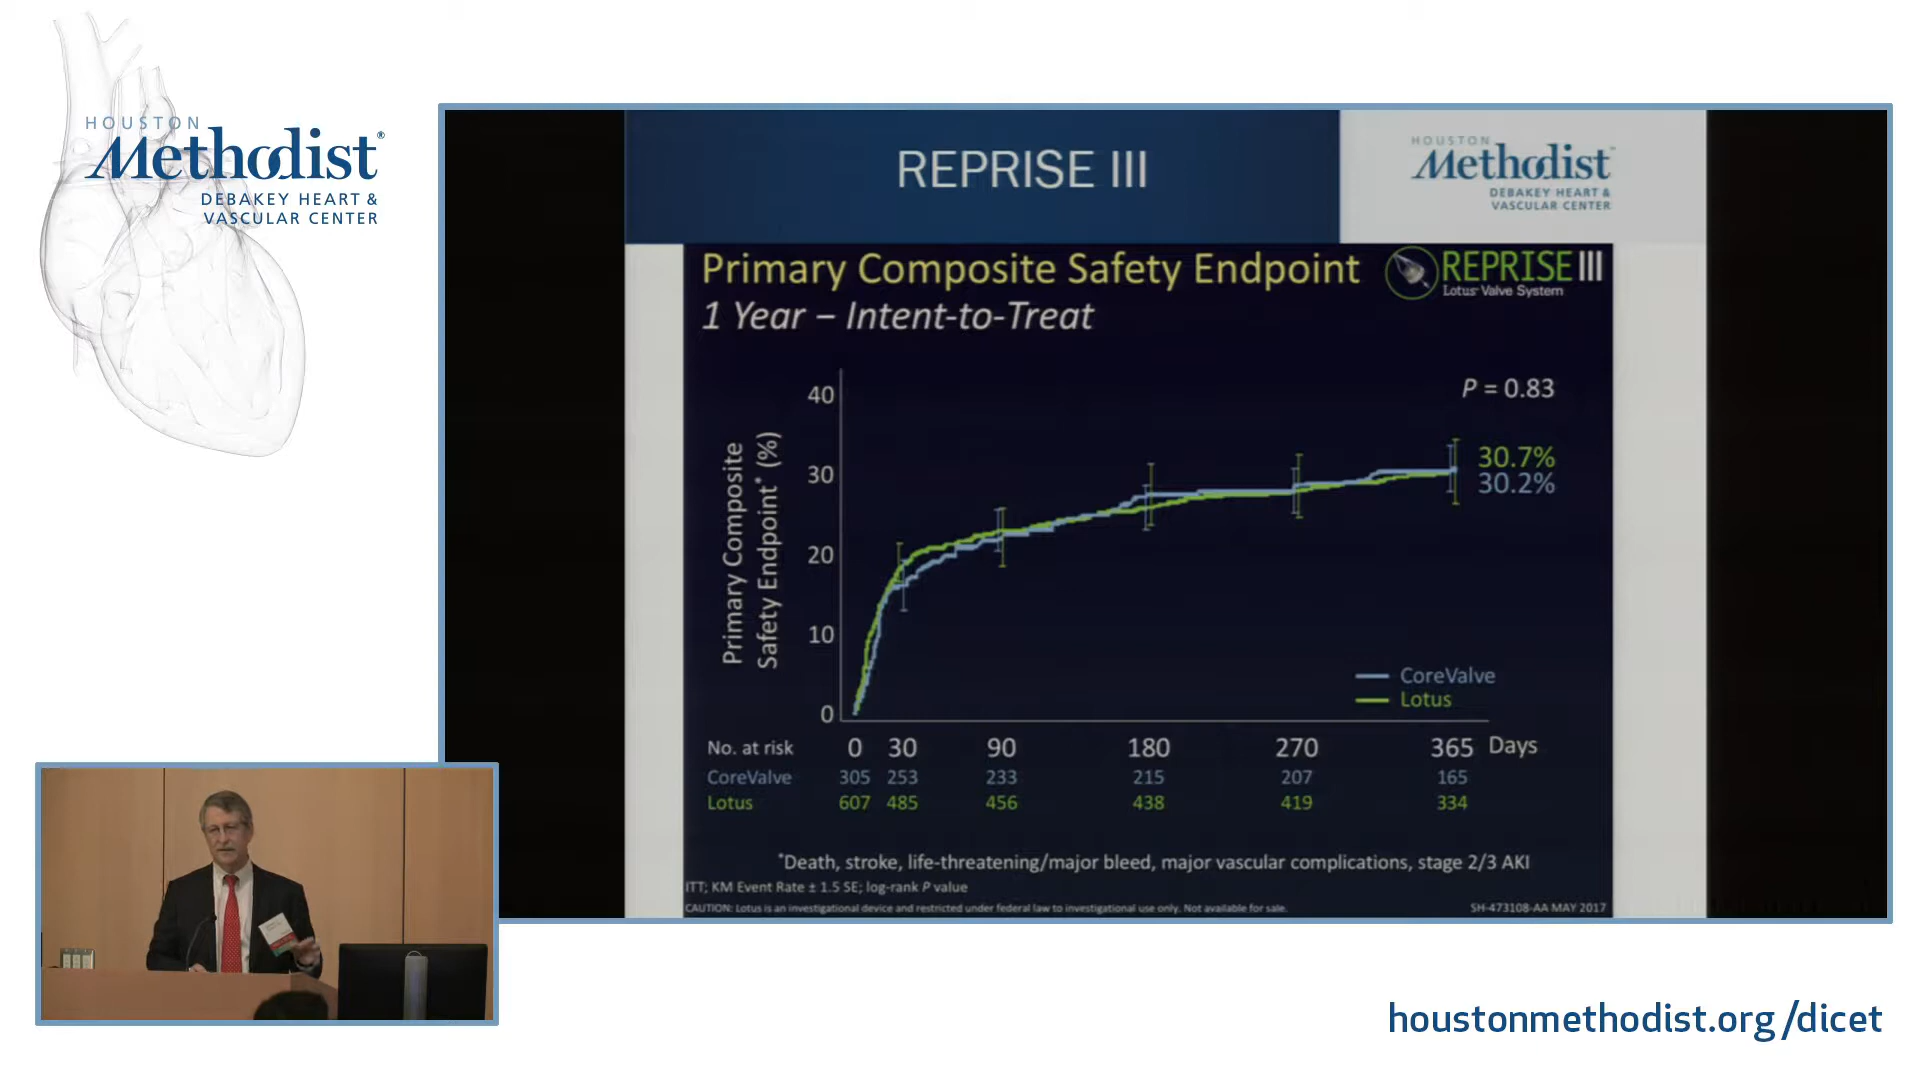 HOUSTON
Methodist®
DEBAKEY HEART &
VASCULAR CENTER
REPRISE III
HOUSTON
Methodist
DEBAKEY HEART &
VASCULAR CENTER
Primary Composite Safety Endpoint
1 Year – Intent-to-Treat
REPRISE III
Lotus™ Valve System
P = 0.83
Primary Composite
Safety Endpoint* (%)
40
30
20
10
0
30.7%
30.2%
CoreValve
Lotus
No. at risk 0 30 90 180 270 365 Days
CoreValve 305 253 233 215 207 165
Lotus 607 485 456 438 419 334
*Death, stroke, life-threatening/major bleed, major vascular complications, stage 2/3 AKI
ITT; KM Event Rate ± 1.5 SE; log-rank P value
CAUTION: Lotus is an investigational device and restricted under federal law to investigational use only. Not available for sale.
SH-473108-AA MAY 2017
houstonmethodist.org/dicet